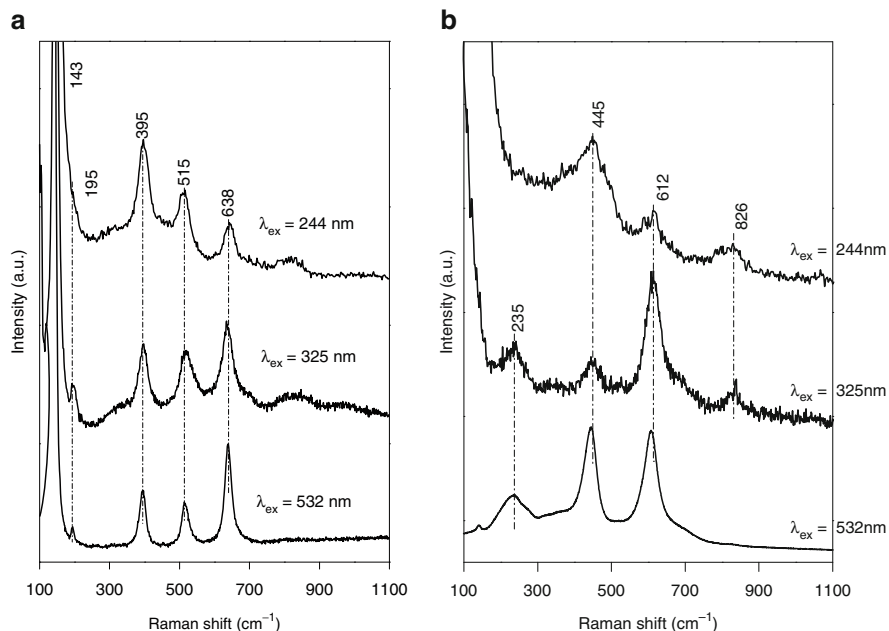 a
143
195
395
515
638
λex = 244 nm
λex = 325 nm
λex = 532 nm
Intensity (a.u.)
100 300 500 700 900 1100
Raman shift (cm−1)
b
445
612
826
235
λex = 244nm
λex = 325nm
λex = 532nm
Intensity (a.u.)
100 300 500 700 900 1100
Raman shift (cm−1)